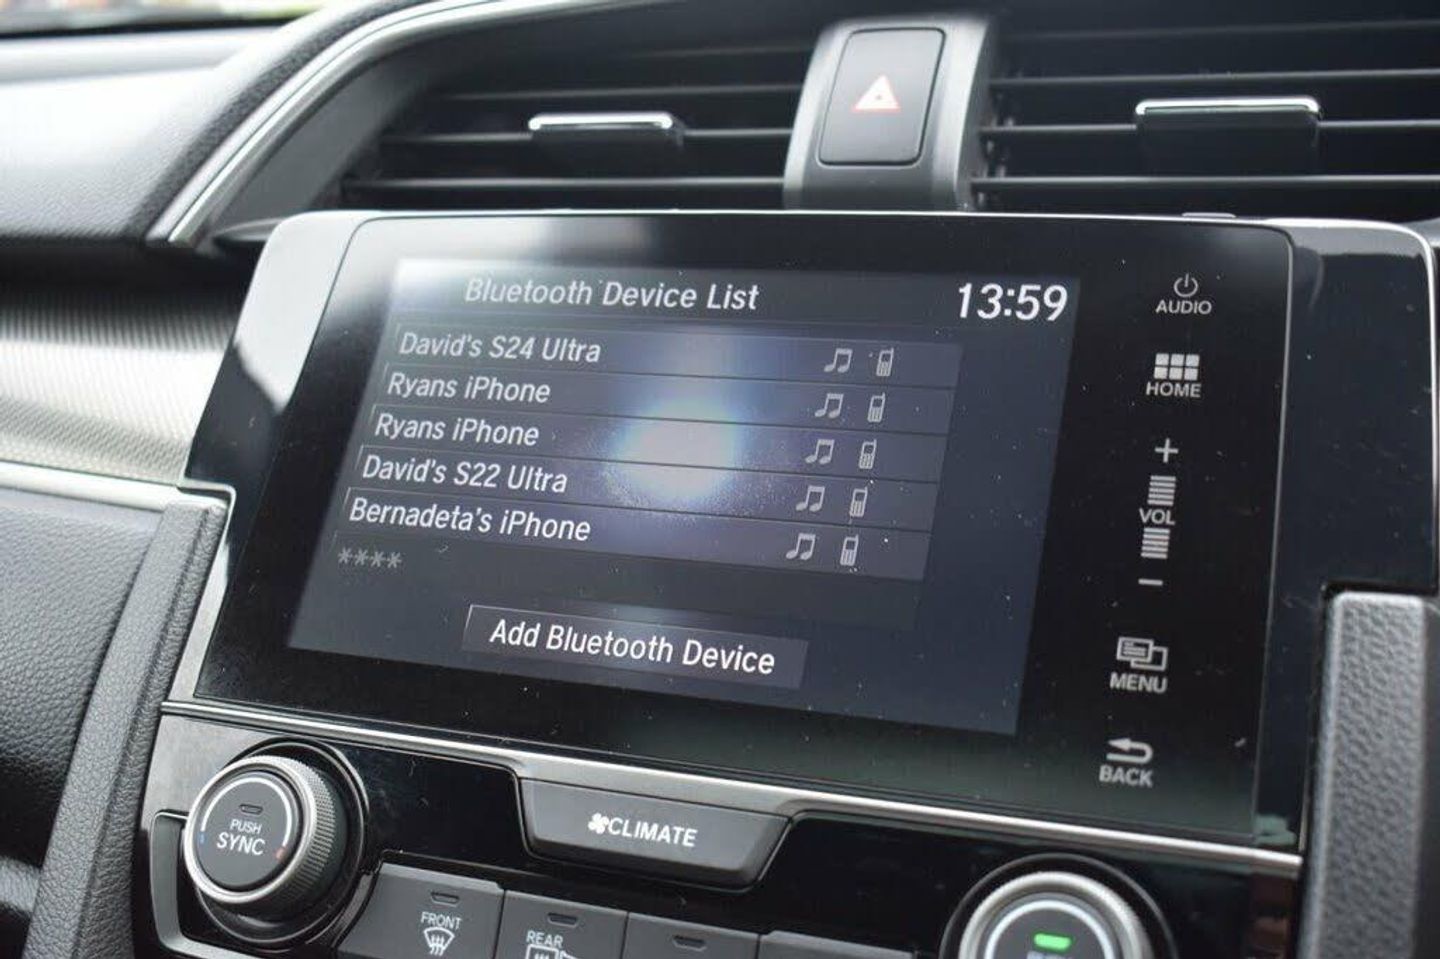 Bluetooth Device List
13:59
David's S24 Ultra
Ryans iPhone
Ryans iPhone
David's S22 Ultra
Bernadeta's iPhone
****
Add Bluetooth Device
AUDIO
HOME
+
VOL
−
MENU
BACK
PUSH
SYNC
CLIMATE
FRONT
REAR